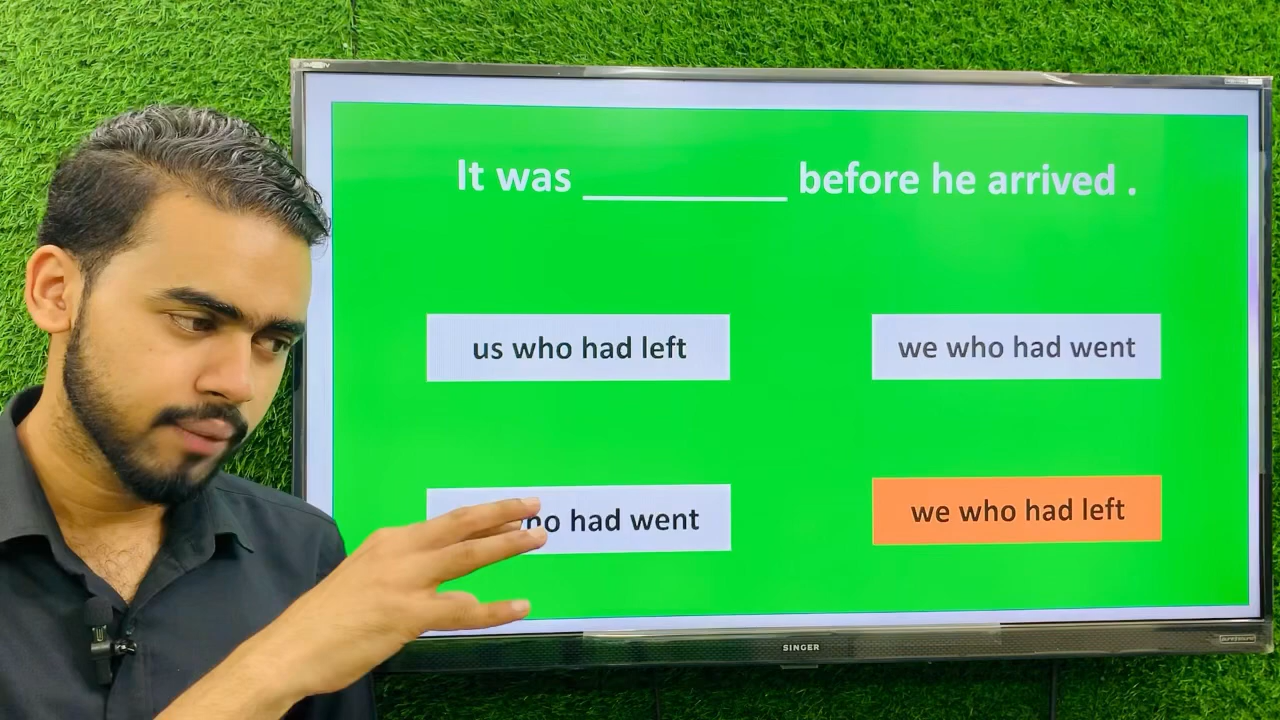 It was __________ before he arrived .
us who had left
we who had went
had went
we who had left
SINGER